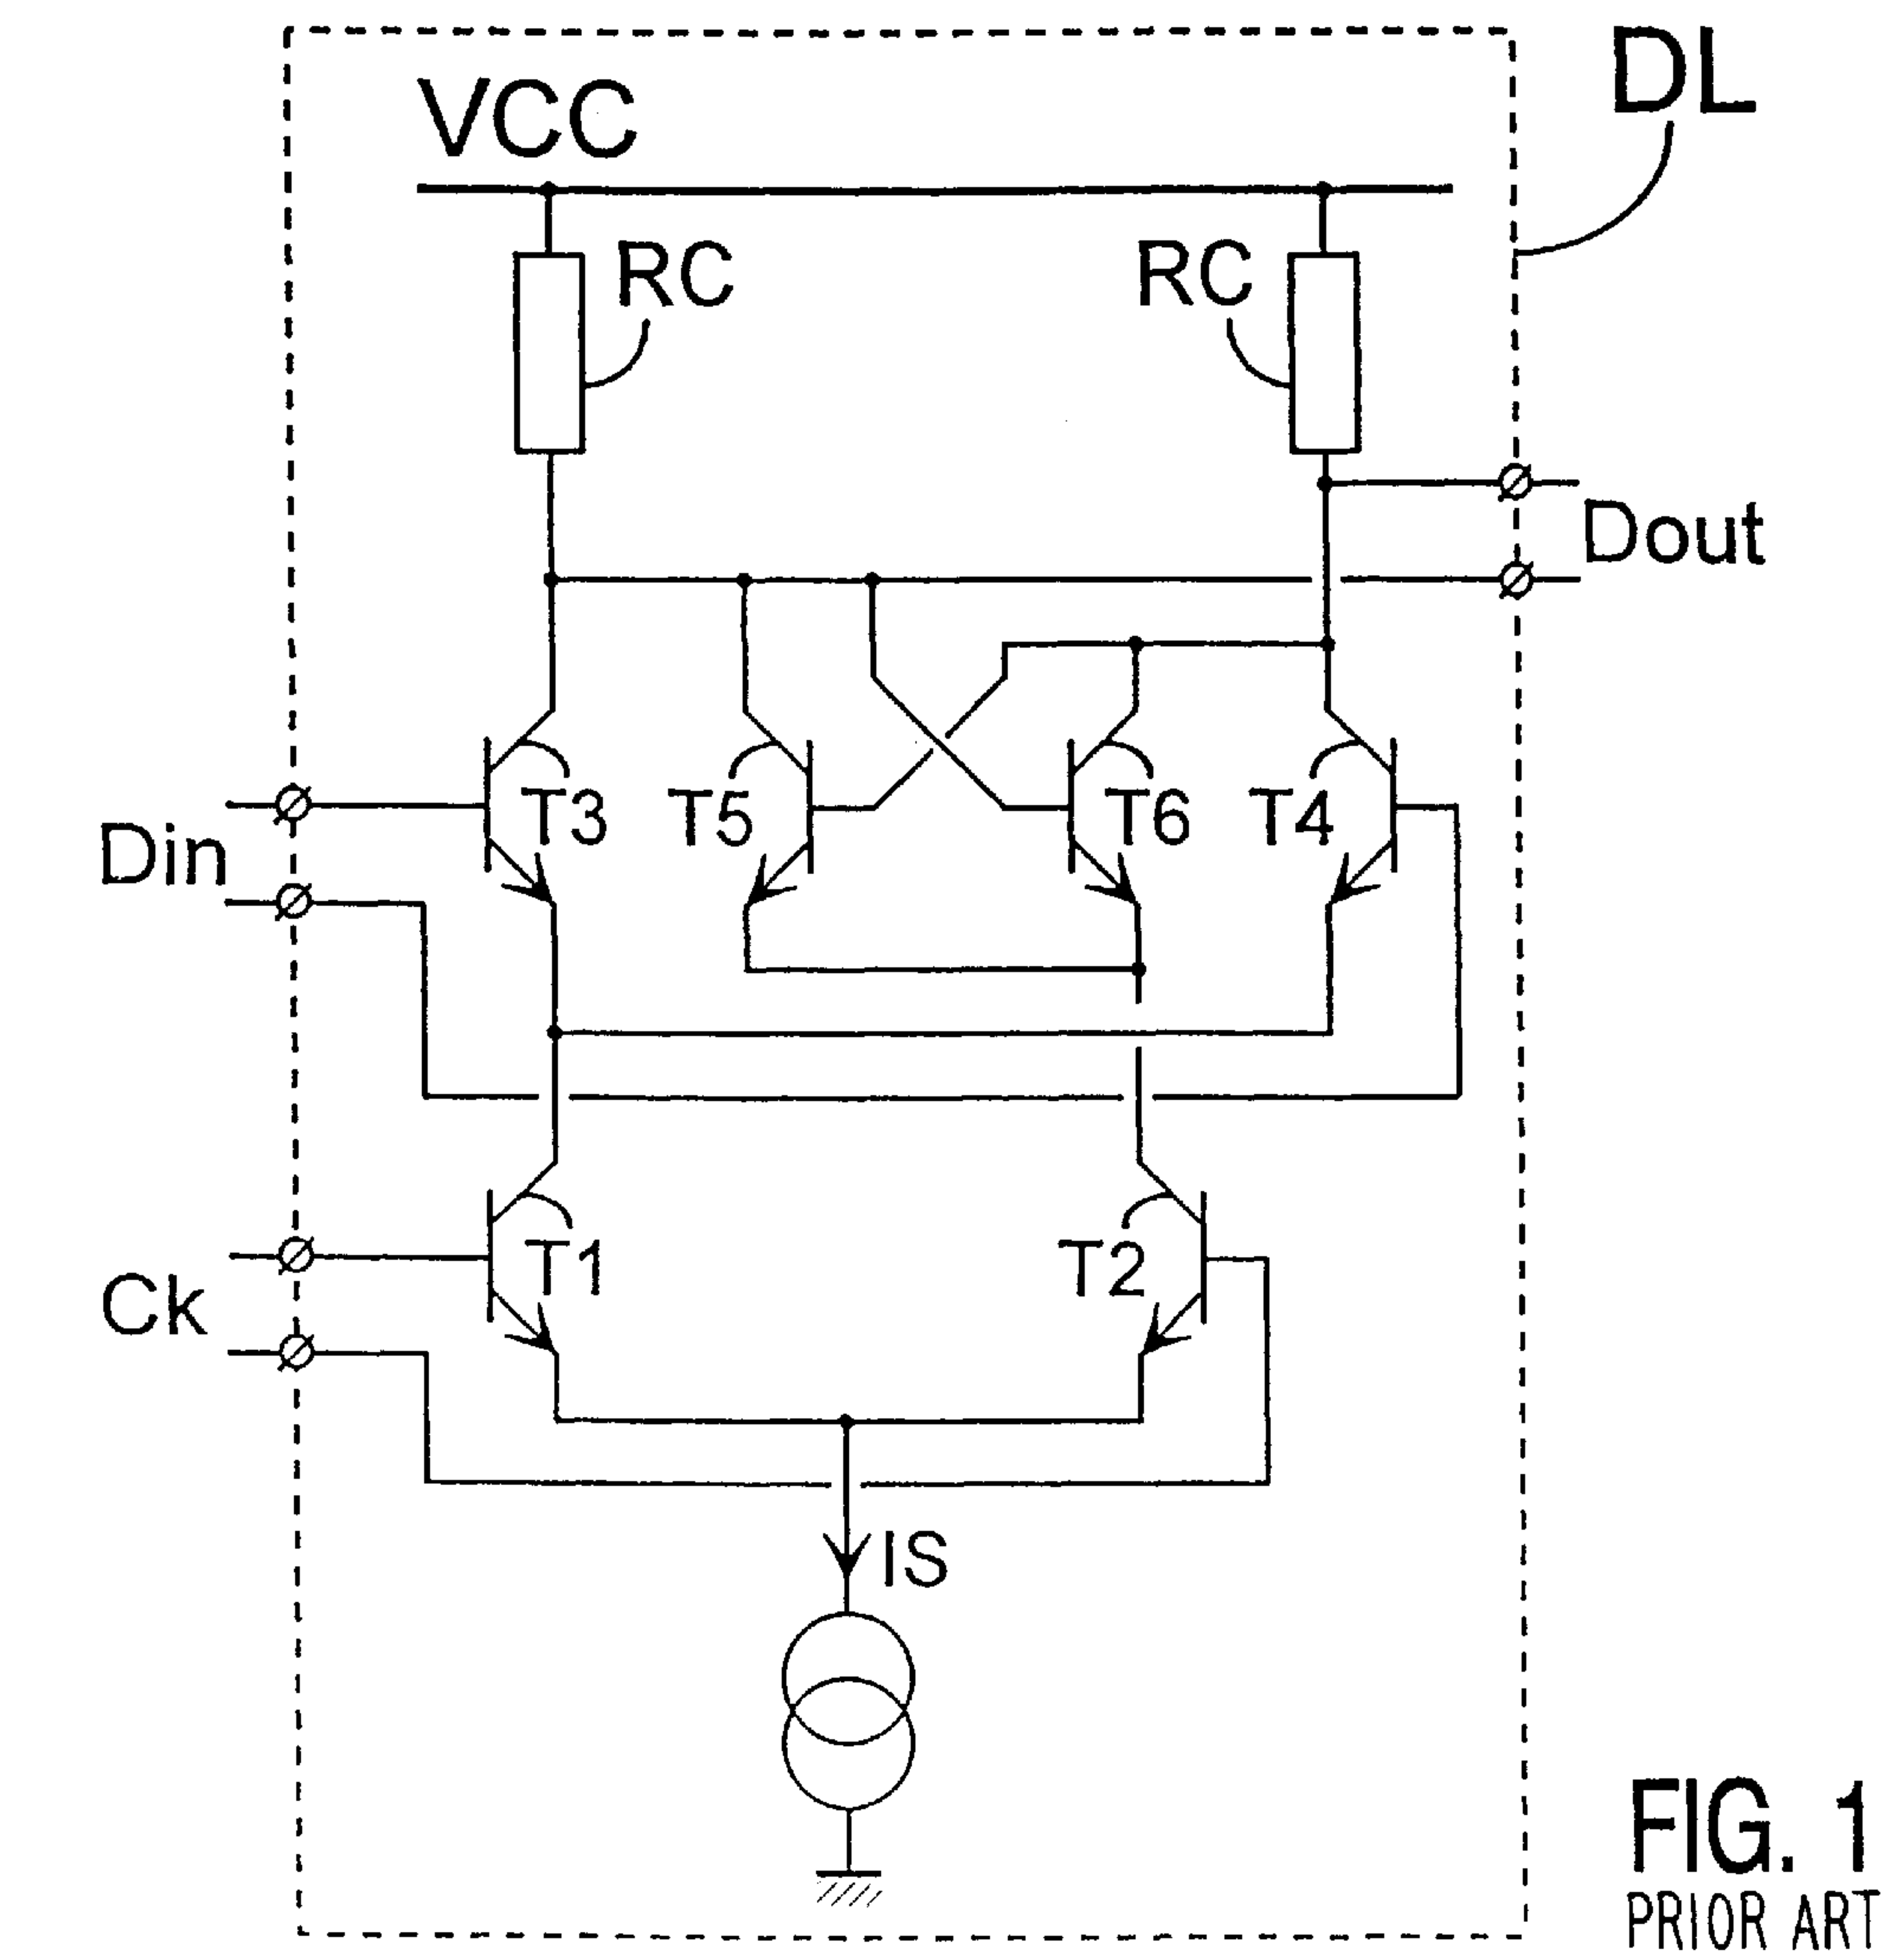 DL
VCC
RC RC
Dout
T3 T5 T6 T4
Din
T1 T2
Ck
IS
FIG. 1
PRIOR ART